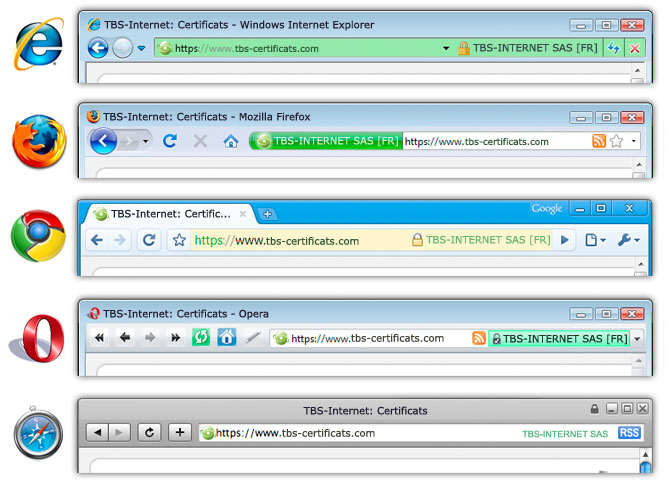 TBS-Internet: Certificats - Windows Internet Explorer
https://www.tbs-certificats.com TBS-INTERNET SAS [FR]
TBS-Internet: Certificats - Mozilla Firefox
TBS-INTERNET SAS [FR] https://www.tbs-certificats.com
TBS-Internet: Certific... Google
https://www.tbs-certificats.com TBS-INTERNET SAS [FR]
TBS-Internet: Certificats - Opera
https://www.tbs-certificats.com TBS-INTERNET SAS [FR]
TBS-Internet: Certificats
https://www.tbs-certificats.com TBS-INTERNET SAS RSS